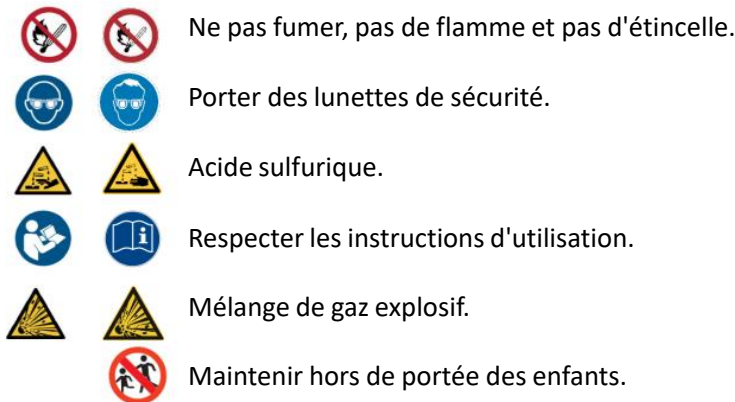 Ne pas fumer, pas de flamme et pas d'étincelle.
Porter des lunettes de sécurité.
Acide sulfurique.
Respecter les instructions d'utilisation.
Mélange de gaz explosif.
Maintenir hors de portée des enfants.